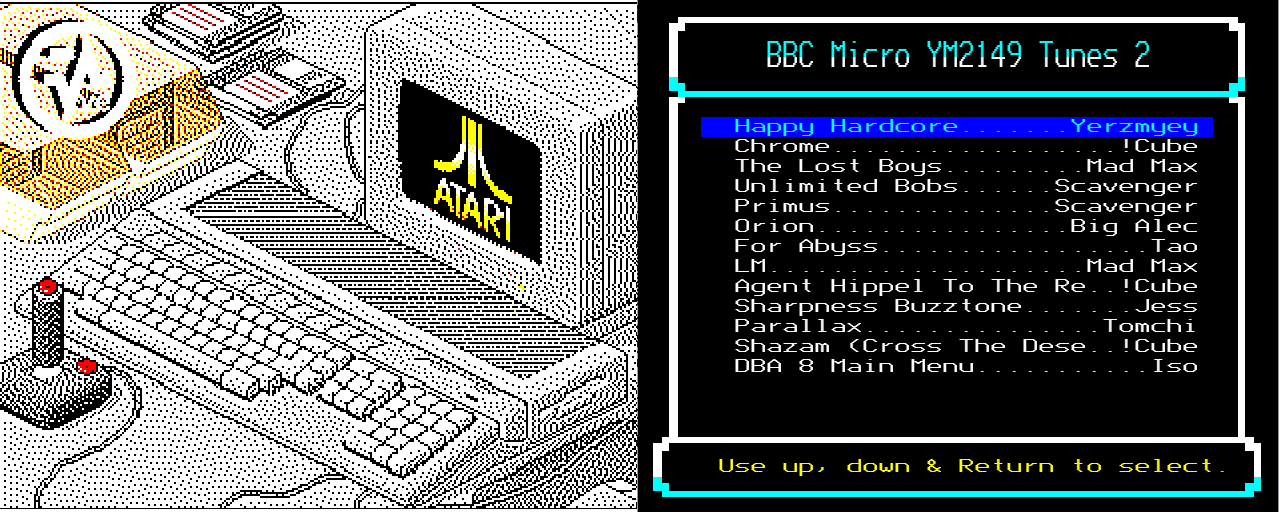 ATARI
BBC Micro YM2149 Tunes 2
Happy Hardcore.......Yerzmyey
Chrome..................!Cube
The Lost Boys.........Mad Max
Unlimited Bobs......Scavenger
Primus..............Scavenger
Orion................Big Alec
For Abyss.................Tao
LM....................Mad Max
Agent Hippel To The Re..!Cube
Sharpness Buzztone.......Jess
Parallax...............Tomchi
Shazam (Cross The Dese..!Cube
DBA 8 Main Menu...........Iso
Use up, down & Return to select.